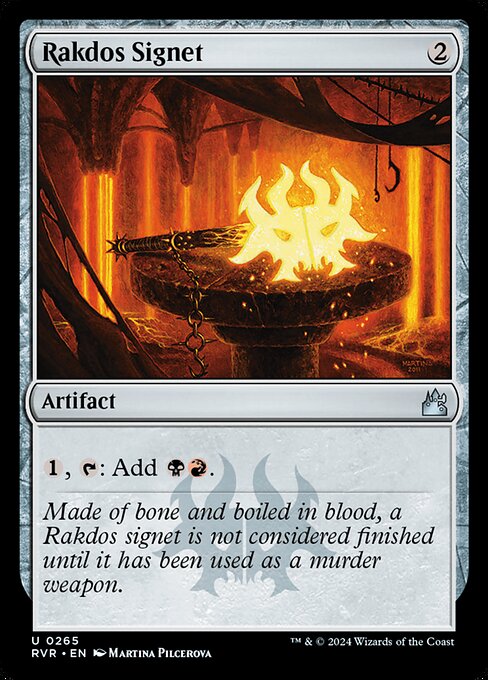 Rakdos Signet 2
MARTINA
2011
Artifact
1, : Add .
Made of bone and boiled in blood, a
Rakdos signet is not considered finished
until it has been used as a murder
weapon.
U 0265
RVR • EN Martina Pilcerova
™ & © 2024 Wizards of the Coast